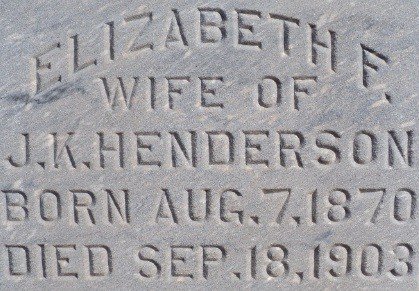 ELIZABETH F.
WIFE OF
J.K.HENDERSON
BORN AUG.7,1870
DIED SEP.18,1903